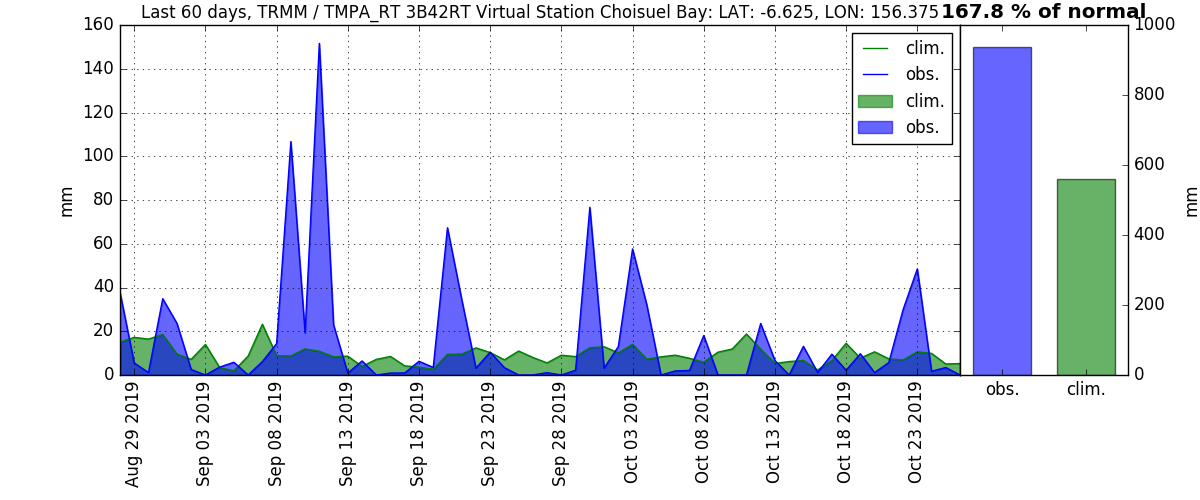 Last 60 days, TRMM / TMPA_RT 3B42RT Virtual Station Choisuel Bay: LAT: -6.625, LON: 156.375
167.8 % of normal
160
140
120
100
80
60
40
20
0
mm
clim.
obs.
clim.
obs.
Aug 29 2019
Sep 03 2019
Sep 08 2019
Sep 13 2019
Sep 18 2019
Sep 23 2019
Sep 28 2019
Oct 03 2019
Oct 08 2019
Oct 13 2019
Oct 18 2019
Oct 23 2019
1000
800
600
400
200
0
mm
obs.
clim.